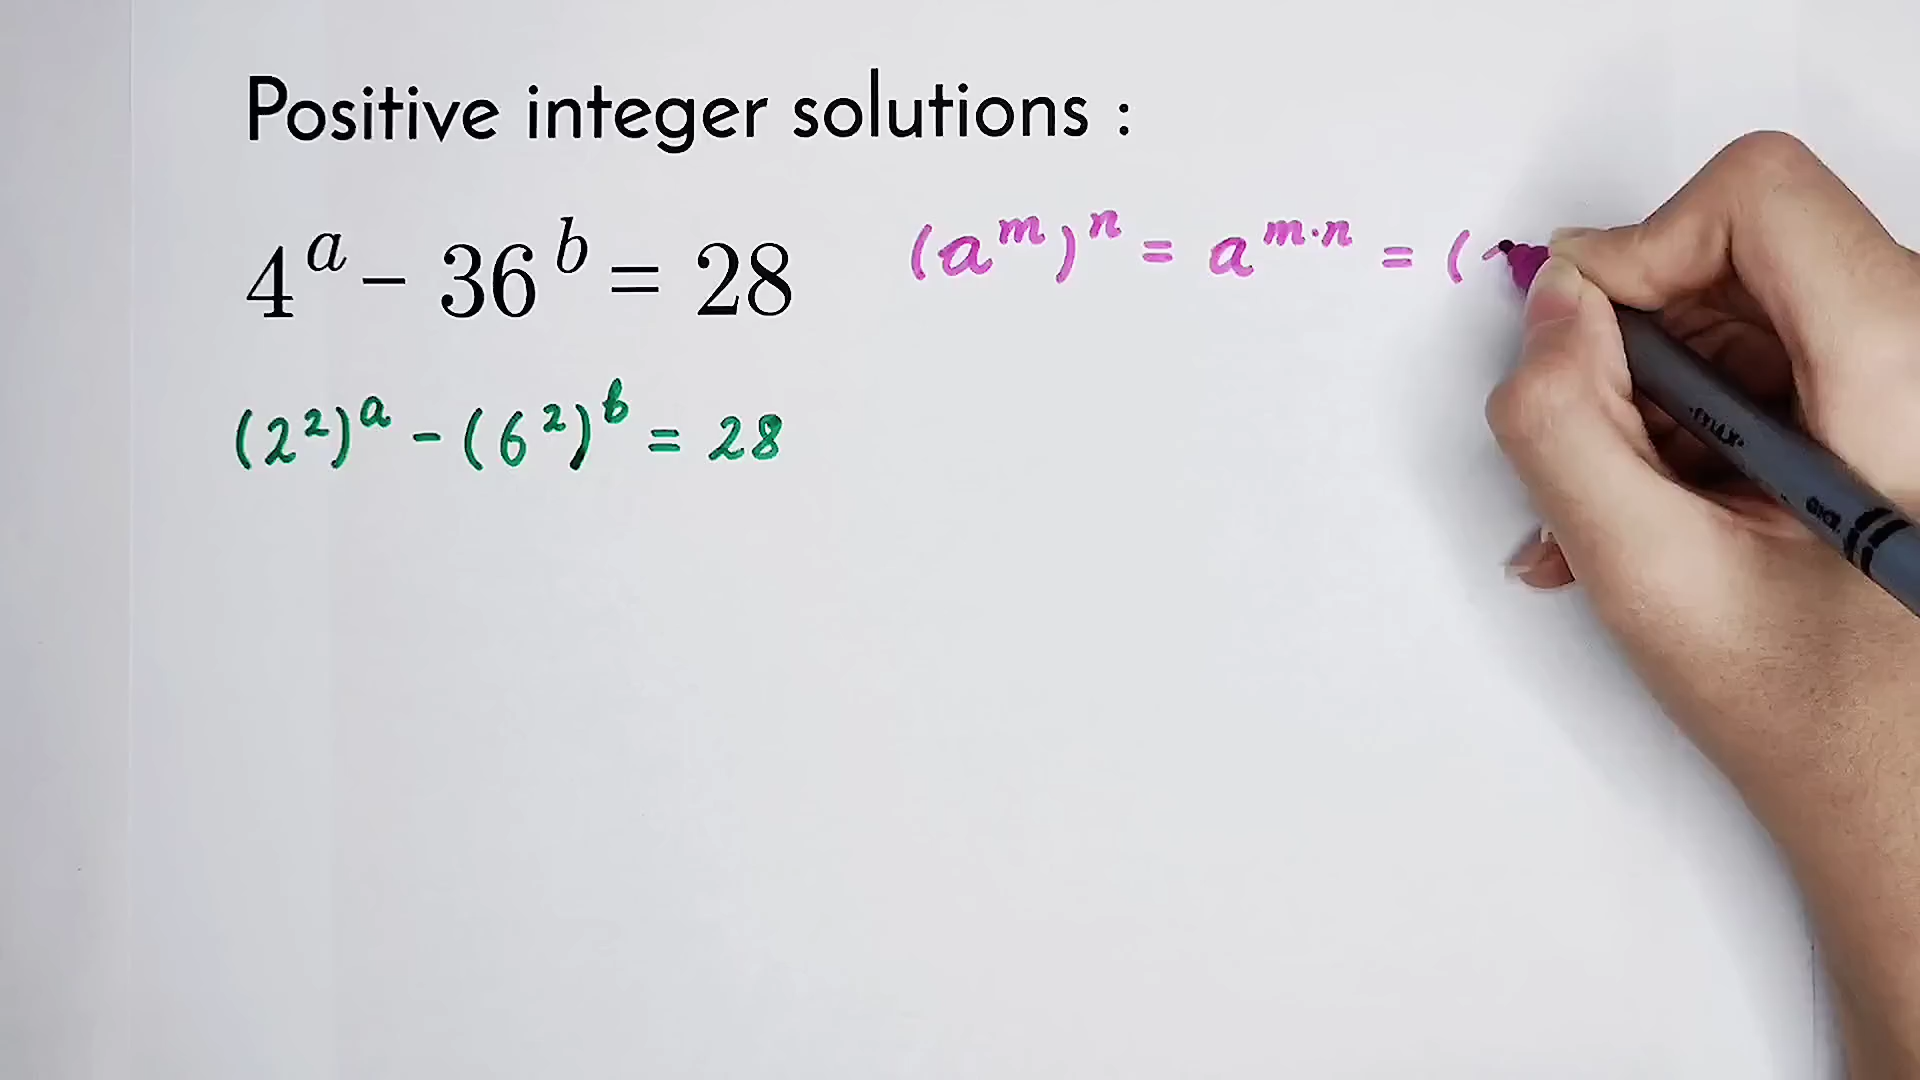 Positive integer solutions :
4^a - 36^b = 28
(a^m)^n = a^{m·n} = (
(2^2)^a - (6^2)^b = 28